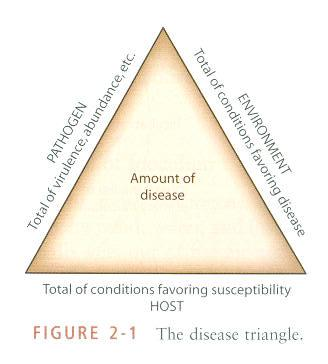 PATHOGEN
Total of virulence, abundance, etc.
ENVIRONMENT
Total of conditions favoring disease
Amount of
disease
Total of conditions favoring susceptibility
HOST
FIGURE 2-1 The disease triangle.